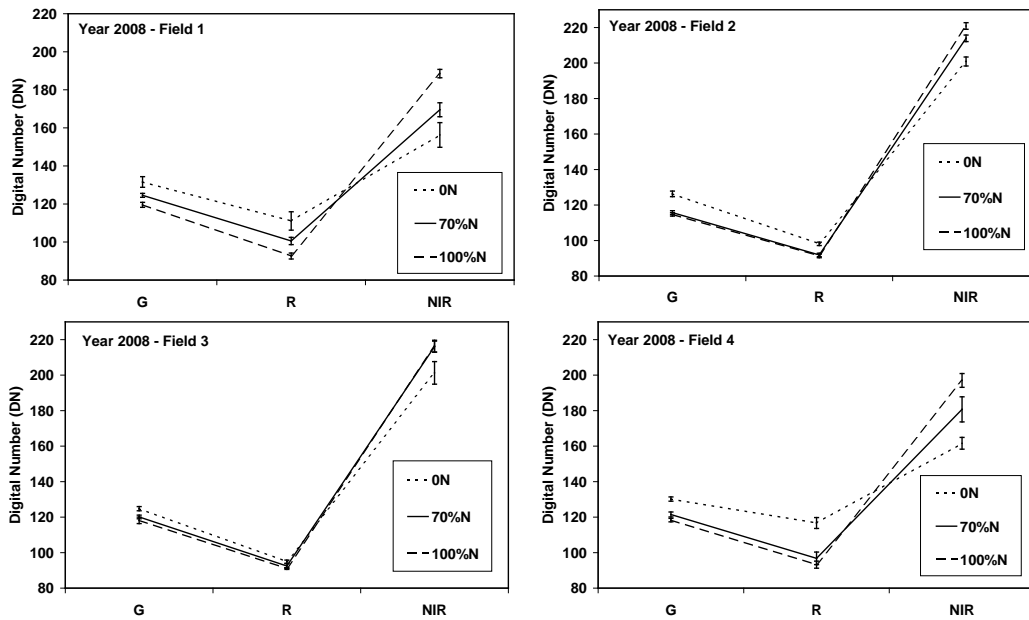 Year 2008 - Field 1
Digital Number (DN)
220
200
180
160
140
120
100
80
G R NIR
0N
70%N
100%N
Year 2008 - Field 2
Digital Number (DN)
220
200
180
160
140
120
100
80
G R NIR
0N
70%N
100%N
Year 2008 - Field 3
Digital Number (DN)
220
200
180
160
140
120
100
80
G R NIR
0N
70%N
100%N
Year 2008 - Field 4
Digital Number (DN)
220
200
180
160
140
120
100
80
G R NIR
0N
70%N
100%N